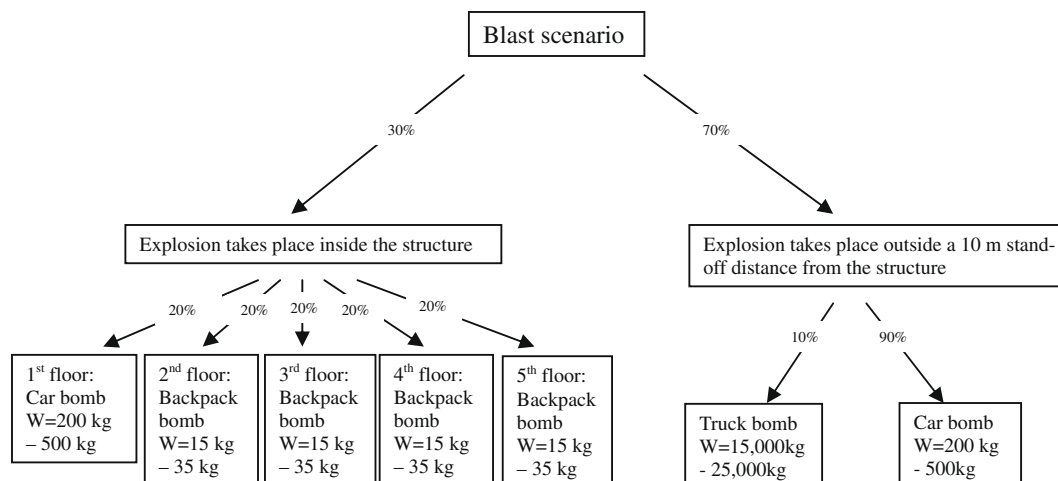 Blast scenario
30%
70%
Explosion takes place inside the structure
Explosion takes place outside a 10 m stand-
off distance from the structure
20%
20%
20%
20%
20%
10%
90%
1st floor:
Car bomb
W=200 kg
– 500 kg
2nd floor:
Backpack
bomb
W=15 kg
– 35 kg
3rd floor:
Backpack
bomb
W=15 kg
– 35 kg
4th floor:
Backpack
bomb
W=15 kg
– 35 kg
5th floor:
Backpack
bomb
W=15 kg
– 35 kg
Truck bomb
W=15,000kg
- 25,000kg
Car bomb
W=200 kg
- 500kg